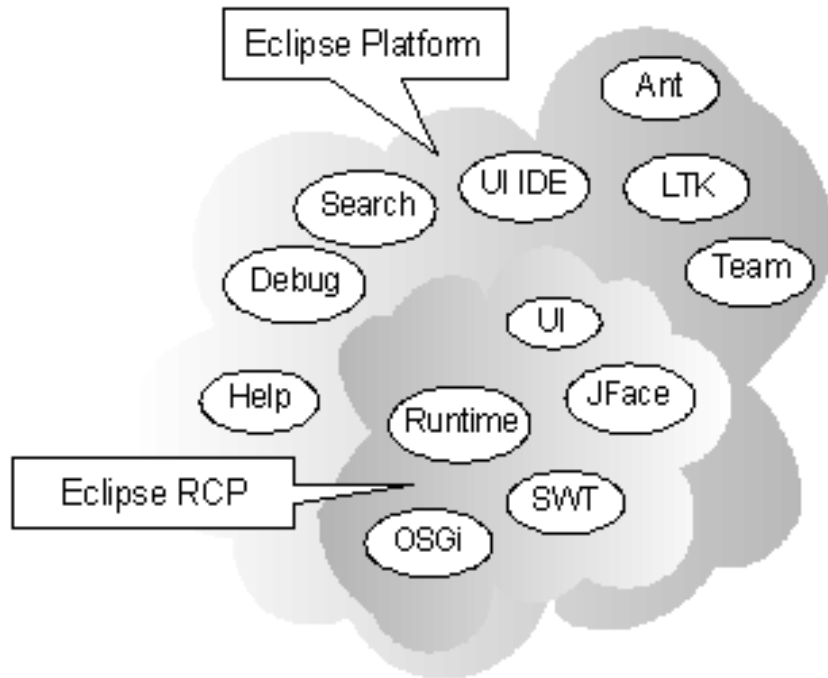 Eclipse Platform
Ant
UI IDE
LTK
Search
Team
Debug
UI
Help
JFace
Runtime
Eclipse RCP
SWT
OSGi